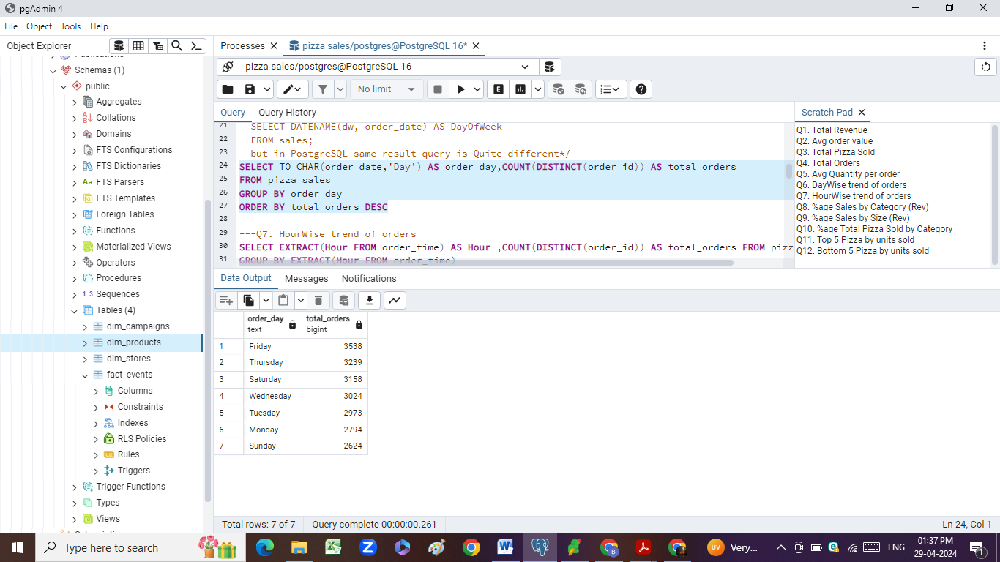 pgAdmin 4
File Object Tools Help
Object Explorer
Processes
pizza sales/postgres@PostgreSQL 16*
Schemas (1)
public
Aggregates
Collations
Domains
FTS Configurations
FTS Dictionaries
Aa FTS Parsers
FTS Templates
Foreign Tables
Functions
Materialized Views
Operators
Procedures
1..3 Sequences
Tables (4)
dim_campaigns
dim_products
dim_stores
fact_events
Columns
Constraints
Indexes
RLS Policies
Rules
Triggers
Trigger Functions
Types
Views
pizza sales/postgres@PostgreSQL 16
No limit
Query Query History
21 SELECT DATENAME(dw, order_date) AS DayOfWeek
22 FROM sales;
23 but in PostgreSQL same result query is Quite different*/
24 SELECT TO_CHAR(order_date,'Day') AS order_day,COUNT(DISTINCT(order_id)) AS total_orders
25 FROM pizza_sales
26 GROUP BY order_day
27 ORDER BY total_orders DESC
28
29 ---Q7. HourWise trend of orders
30 SELECT EXTRACT(Hour FROM order_time) AS Hour ,COUNT(DISTINCT(order_id)) AS total_orders FROM pizz
31 GROUP BY EXTRACT(Hour FROM order_time)
Scratch Pad
Q1. Total Revenue
Q2. Avg order value
Q3. Total Pizza Sold
Q4. Total Orders
Q5. Avg Quantity per order
Q6. DayWise trend of orders
Q7. HourWise trend of orders
Q8. %age Sales by Category (Rev)
Q9. %age Sales by Size (Rev)
Q10. %age Total Pizza Sold by Category
Q11. Top 5 Pizza by units sold
Q12. Bottom 5 Pizza by units sold
Data Output Messages Notifications
order_day total_orders
text bigint
1 Friday 3538
2 Thursday 3239
3 Saturday 3158
4 Wednesday 3024
5 Tuesday 2973
6 Monday 2794
7 Sunday 2624
Total rows: 7 of 7 Query complete 00:00:00.261 Ln 24, Col 1
Type here to search
UV Very... ENG 01:37 PM
29-04-2024
1